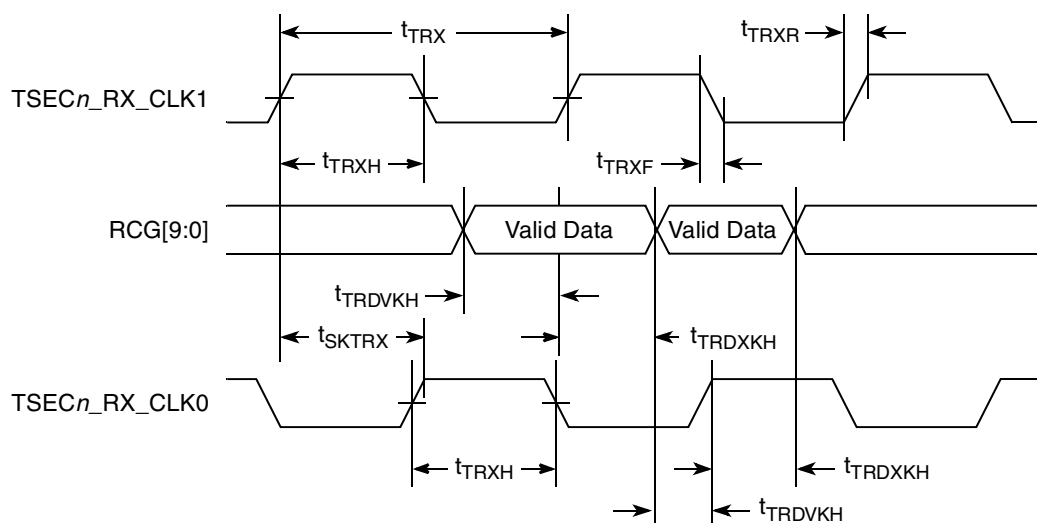 tTRX
tTRXR
TSECn_RX_CLK1
tTRXH
tTRXF
RCG[9:0]
Valid Data
Valid Data
tTRDVKH
tSKTRX
tTRDXKH
TSECn_RX_CLK0
tTRXH
tTRDXKH
tTRDVKH